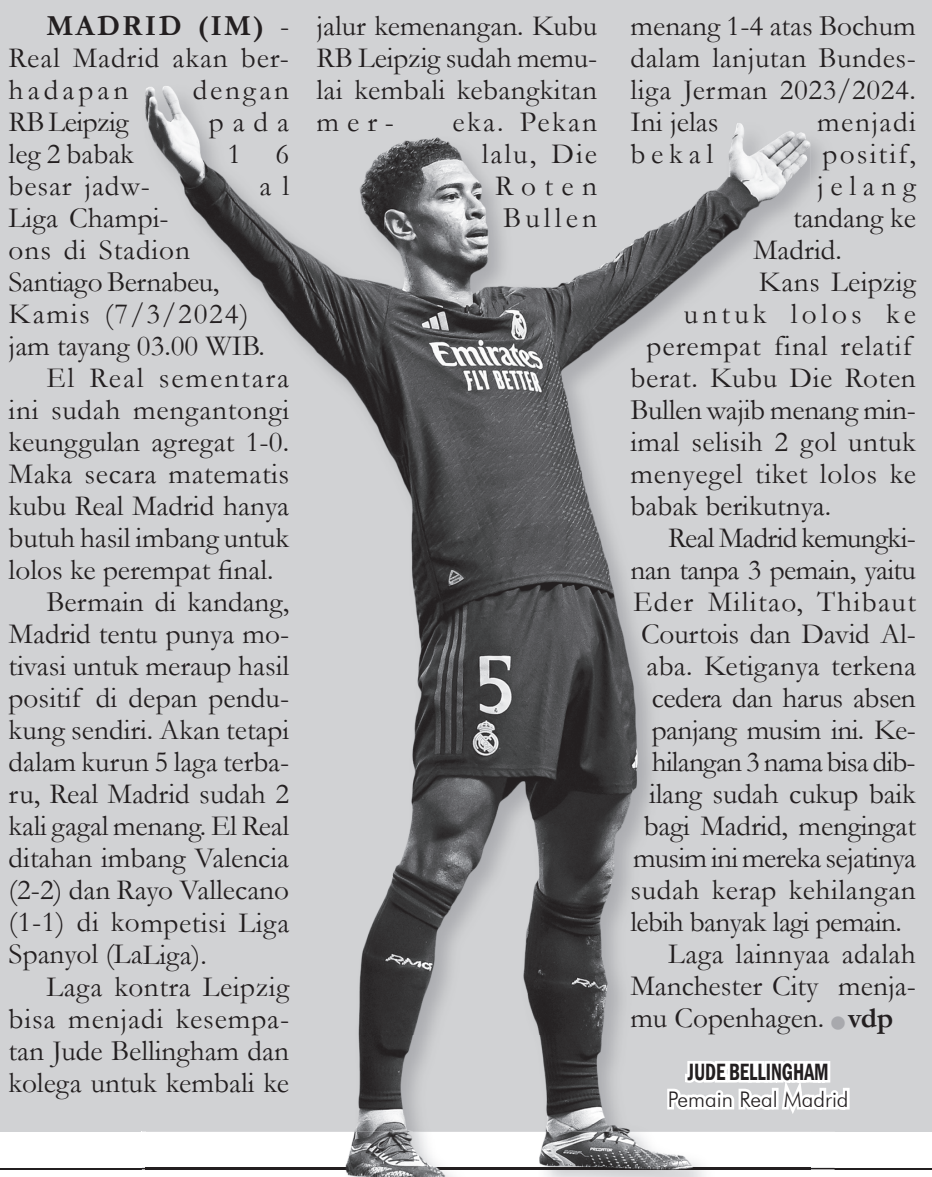 MADRID (IM) -
Real Madrid akan ber-
hadapan dengan
RB Leipzig pada
leg 2 babak 16
besar jadw-al
Liga Champi-
ons di Stadion
Santiago Bernabeu,
Kamis (7/3/2024)
jam tayang 03.00 WIB.
El Real sementara
ini sudah mengantongi
keunggulan agregat 1-0.
Maka secara matematis
kubu Real Madrid hanya
butuh hasil imbang untuk
lolos ke perempat final.
Bermain di kandang,
Madrid tentu punya mo-
tivasi untuk meraup hasil
positif di depan pendu-
kung sendiri. Akan tetapi
dalam kurun 5 laga terba-
ru, Real Madrid sudah 2
kali gagal menang. El Real
ditahan imbang Valencia
(2-2) dan Rayo Vallecano
(1-1) di kompetisi Liga
Spanyol (LaLiga).
Laga kontra Leipzig
bisa menjadi kesempa-
tan Jude Bellingham dan
kolega untuk kembali ke
jalur kemenangan. Kubu
RB Leipzig sudah memu-
lai kembali kebangkitan
mer-eka. Pekan
lalu, Die
Roten
Bullen
menang 1-4 atas Bochum
dalam lanjutan Bundes-
liga Jerman 2023/2024.
Ini jelas menjadi
bekal positif,
jelang
tandang ke
Madrid.
Kans Leipzig
untuk lolos ke
perempat final relatif
berat. Kubu Die Roten
Bullen wajib menang min-
imal selisih 2 gol untuk
menyegel tiket lolos ke
babak berikutnya.
Real Madrid kemungki-
nan tanpa 3 pemain, yaitu
Eder Militao, Thibaut
Courtois dan David Al-
aba. Ketiganya terkena
cedera dan harus absen
panjang musim ini. Ke-
hilangan 3 nama bisa dib-
ilang sudah cukup baik
bagi Madrid, mengingat
musim ini mereka sejatinya
sudah kerap kehilangan
lebih banyak lagi pemain.
Laga lainnyaa adalah
Manchester City menja-
mu Copenhagen. ●vdp
JUDE BELLINGHAM
Pemain Real Madrid
Emirates
FLY BETTER
5
RMC
RM